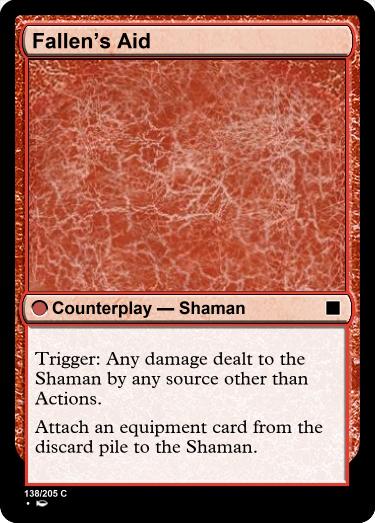 Fallen's Aid
Counterplay — Shaman
Trigger: Any damage dealt to the
Shaman by any source other than
Actions.
Attach an equipment card from the
discard pile to the Shaman.
138/205 C